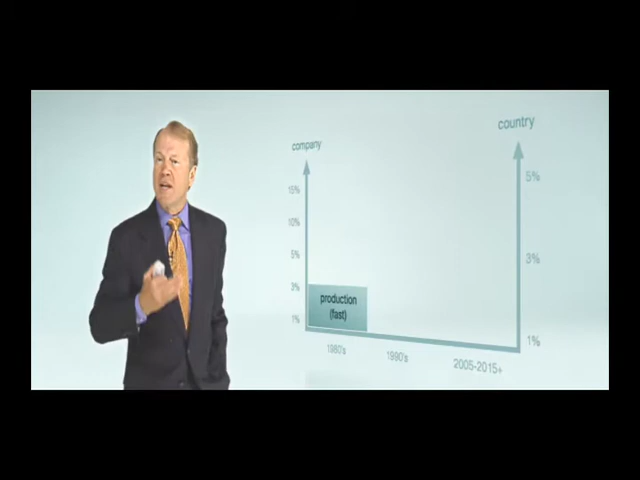 country
company
5%
15%
10%
5%
3%
3%
production
(fast)
1%
1%
1980's
1990's
2005-2015+